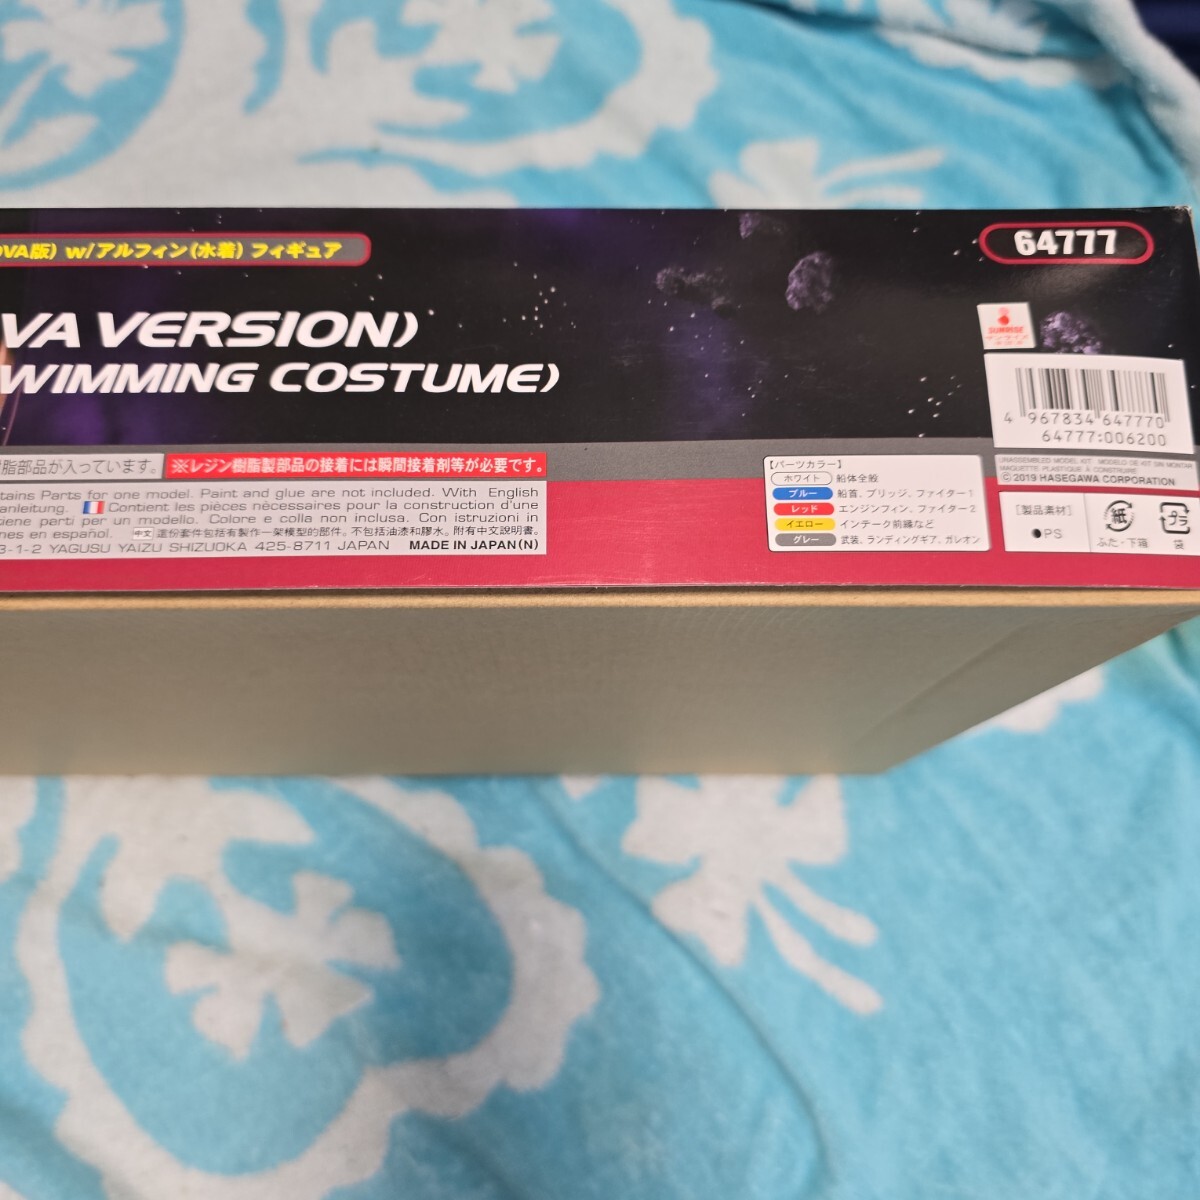 OVA版) w/アルフィン(水着) フィギュア
64777
VA VERSION)
WIMMING COSTUME)
SUNRISE
サンライズ
4 967834 647770
64777:006200
© 2019 HASEGAWA CORPORATION
脂部品が入っています。
※レジン樹脂製部品の接着には瞬間接着剤等が必要です。
tains Parts for one model. Paint and glue are not included. With English
anleitung. Contient les pièces nécessaires pour la construction d'une
tiene parti per un modello. Colore e colla non inclusa. Con istruzioni in
nes en español. 中文 這份套件包括有製作一架模型的部件。不包括油漆和膠水。附有中文說明書。
3-1-2 YAGUSU YAIZU SHIZUOKA 425-8711 JAPAN MADE IN JAPAN(N)
【パーツカラー】
ホワイト 船体全般
ブルー 船首、ブリッジ、ファイター1
レッド エンジンフィン、ファイター2
イエロー インテーク前縁など
グレー 武装、ランディングギア、ガレオン
［製品素材］
●PS
紙
ふた・下箱
プラ
袋